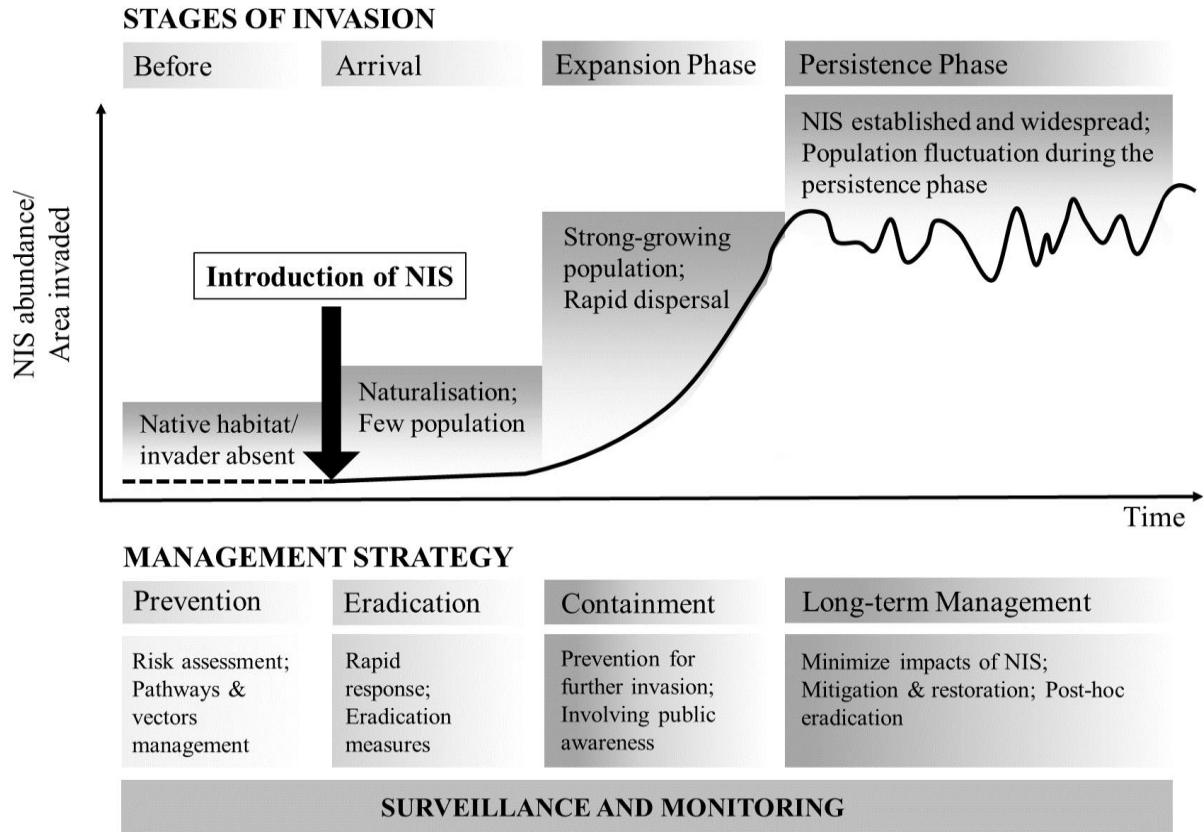 STAGES OF INVASION
Before
Arrival
Expansion Phase
Persistence Phase
NIS abundance/
Area invaded
Introduction of NIS
Native habitat/
invader absent
Naturalisation;
Few population
Strong-growing
population;
Rapid dispersal
NIS established and widespread;
Population fluctuation during the
persistence phase
Time
MANAGEMENT STRATEGY
Prevention
Eradication
Containment
Long-term Management
Risk assessment;
Pathways &
vectors
management
Rapid
response;
Eradication
measures
Prevention for
further invasion;
Involving public
awareness
Minimize impacts of NIS;
Mitigation & restoration; Post-hoc
eradication
SURVEILLANCE AND MONITORING